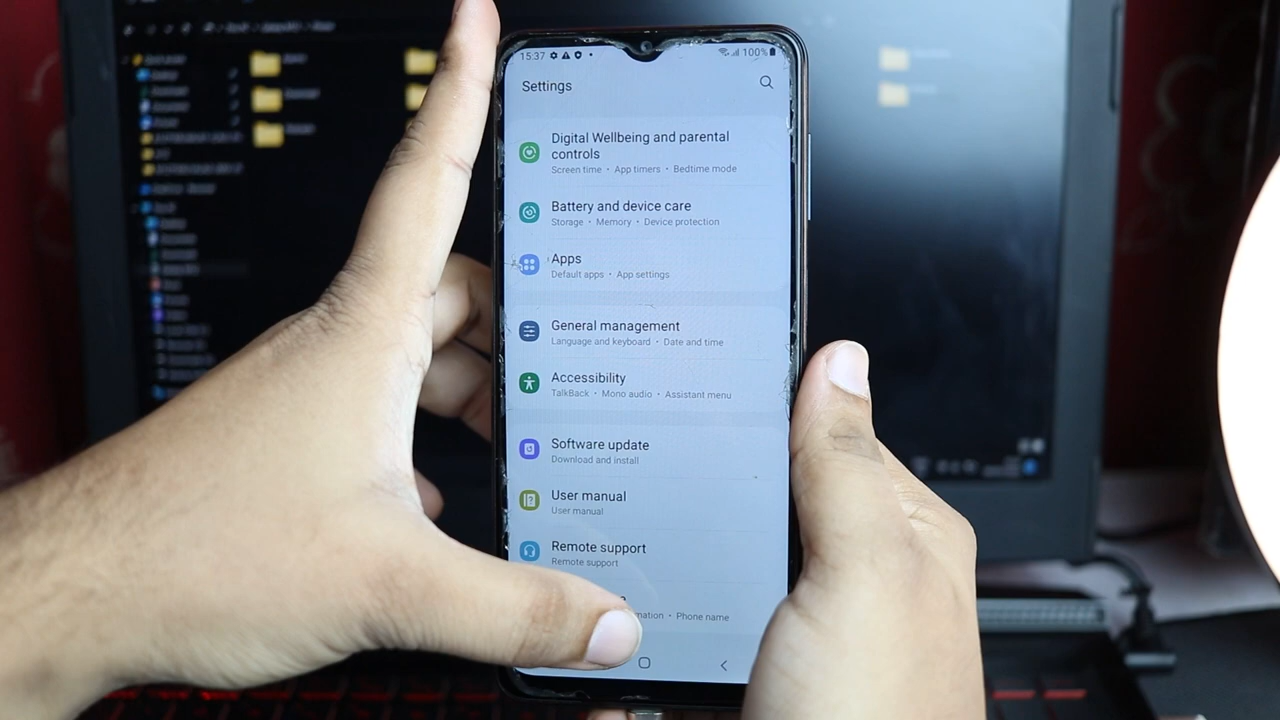 15:37
100%
Settings
Digital Wellbeing and parental
controls
Screen time • App timers • Bedtime mode
Battery and device care
Storage • Memory • Device protection
Apps
Default apps • App settings
General management
Language and keyboard • Date and time
Accessibility
TalkBack • Mono audio • Assistant menu
Software update
Download and install
User manual
User manual
Remote support
Remote support
• Phone name